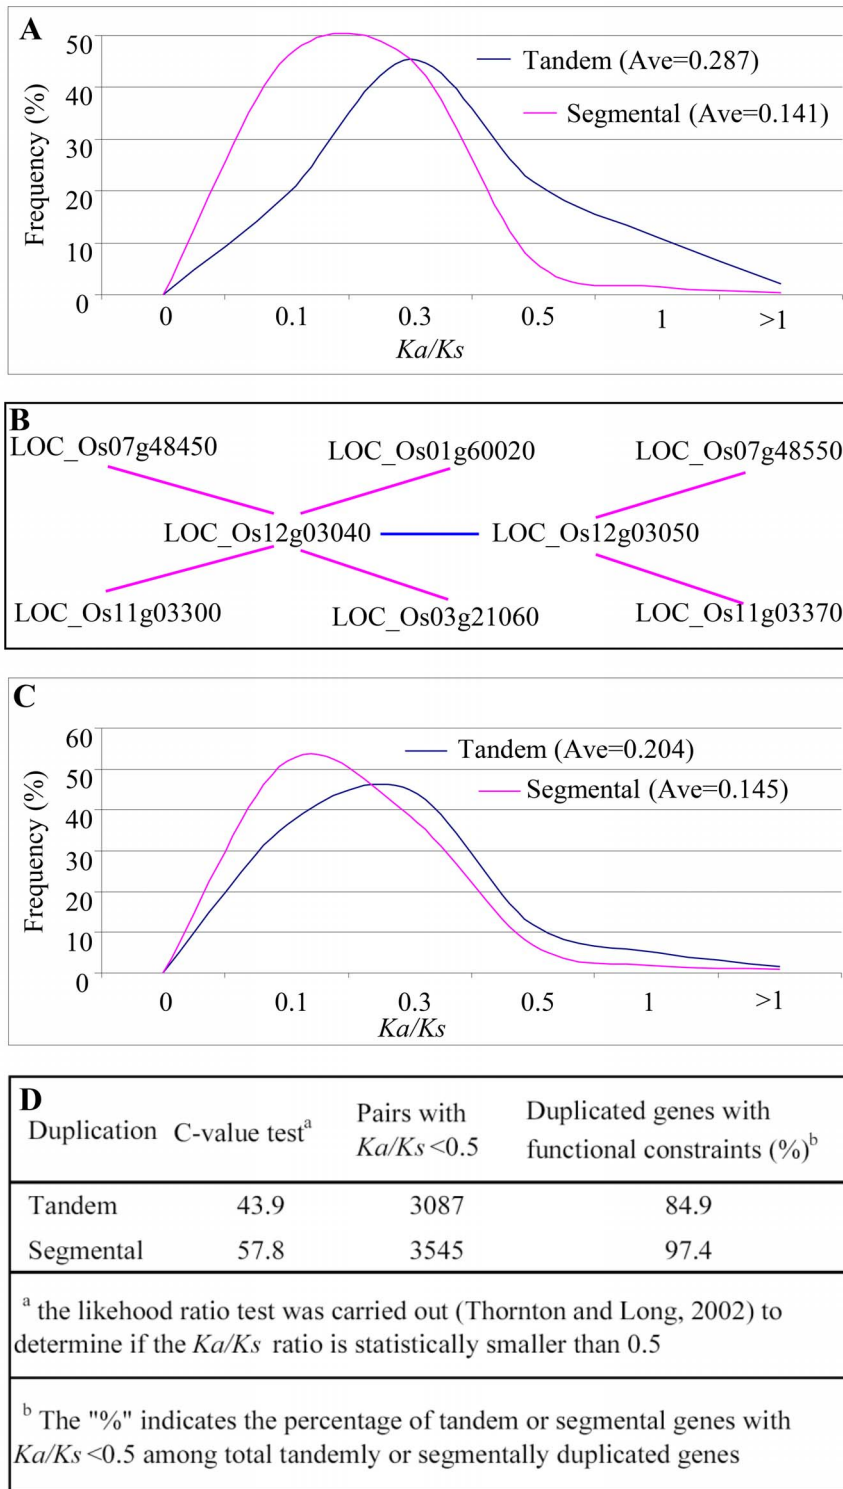 A
50
40
30
20
10
0
Frequency (%)
Tandem (Ave=0.287)
Segmental (Ave=0.141)
0 0.1 0.3 0.5 1 >1
Ka/Ks
B
LOC_Os07g48450 LOC_Os01g60020 LOC_Os07g48550
LOC_Os12g03040 LOC_Os12g03050
LOC_Os11g03300 LOC_Os03g21060 LOC_Os11g03370
C
60
50
40
30
20
10
0
Frequency (%)
Tandem (Ave=0.204)
Segmental (Ave=0.145)
0 0.1 0.3 0.5 1 >1
Ka/Ks
D
Duplication C-value test^a Pairs with Ka/Ks <0.5 Duplicated genes with functional constraints (%)^b
Tandem 43.9 3087 84.9
Segmental 57.8 3545 97.4
^a the likehood ratio test was carried out (Thornton and Long, 2002) to
determine if the Ka/Ks ratio is statistically smaller than 0.5
^b The "%" indicates the percentage of tandem or segmental genes with
Ka/Ks <0.5 among total tandemly or segmentally duplicated genes